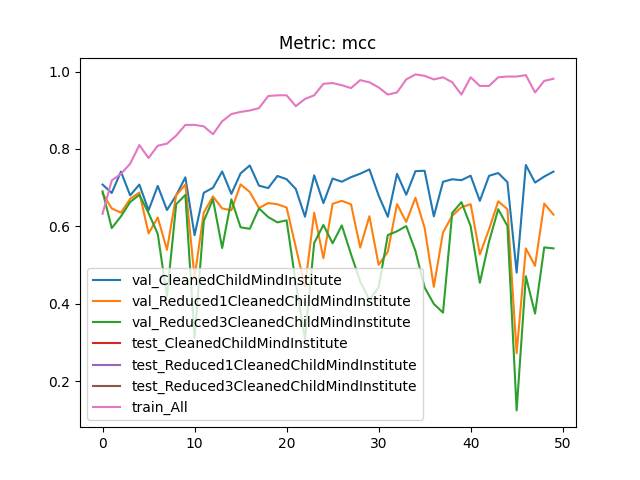 Metric: mcc
1.0
0.8
0.6
0.4
0.2
val_CleanedChildMindInstitute
val_Reduced1CleanedChildMindInstitute
val_Reduced3CleanedChildMindInstitute
test_CleanedChildMindInstitute
test_Reduced1CleanedChildMindInstitute
test_Reduced3CleanedChildMindInstitute
train_All
0 10 20 30 40 50